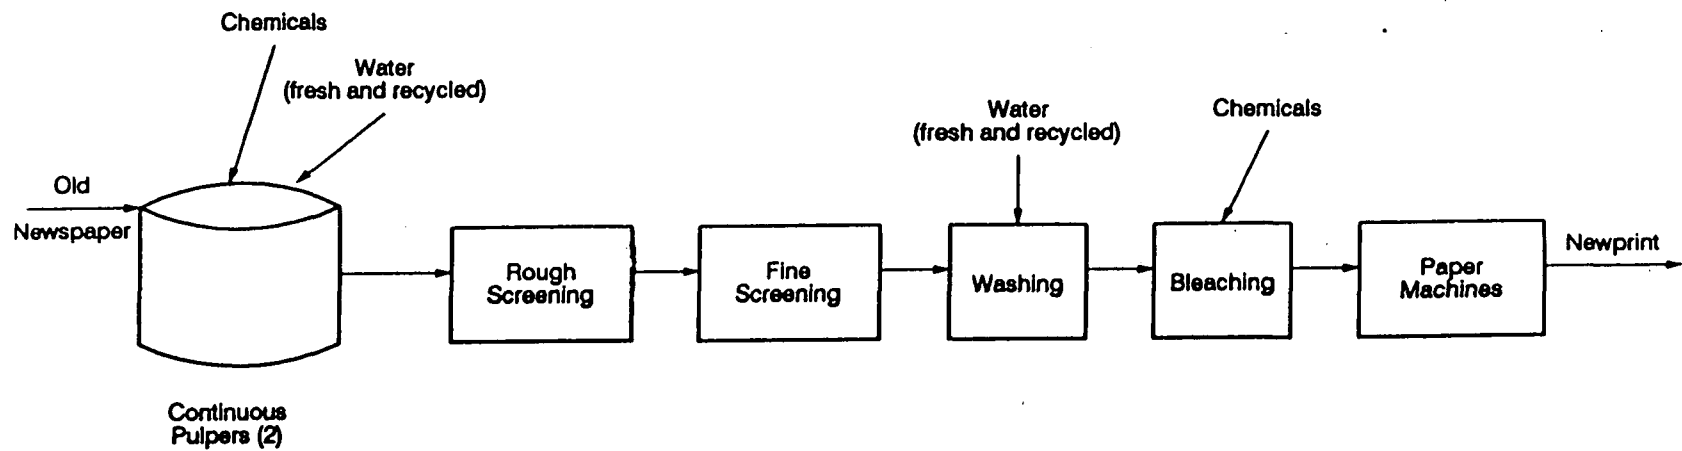 Chemicals
Water
(fresh and recycled)
Old
Newspaper
Continuous
Pulpers (2)
Rough
Screening
Fine
Screening
Water
(fresh and recycled)
Washing
Chemicals
Bleaching
Paper
Machines
Newprint